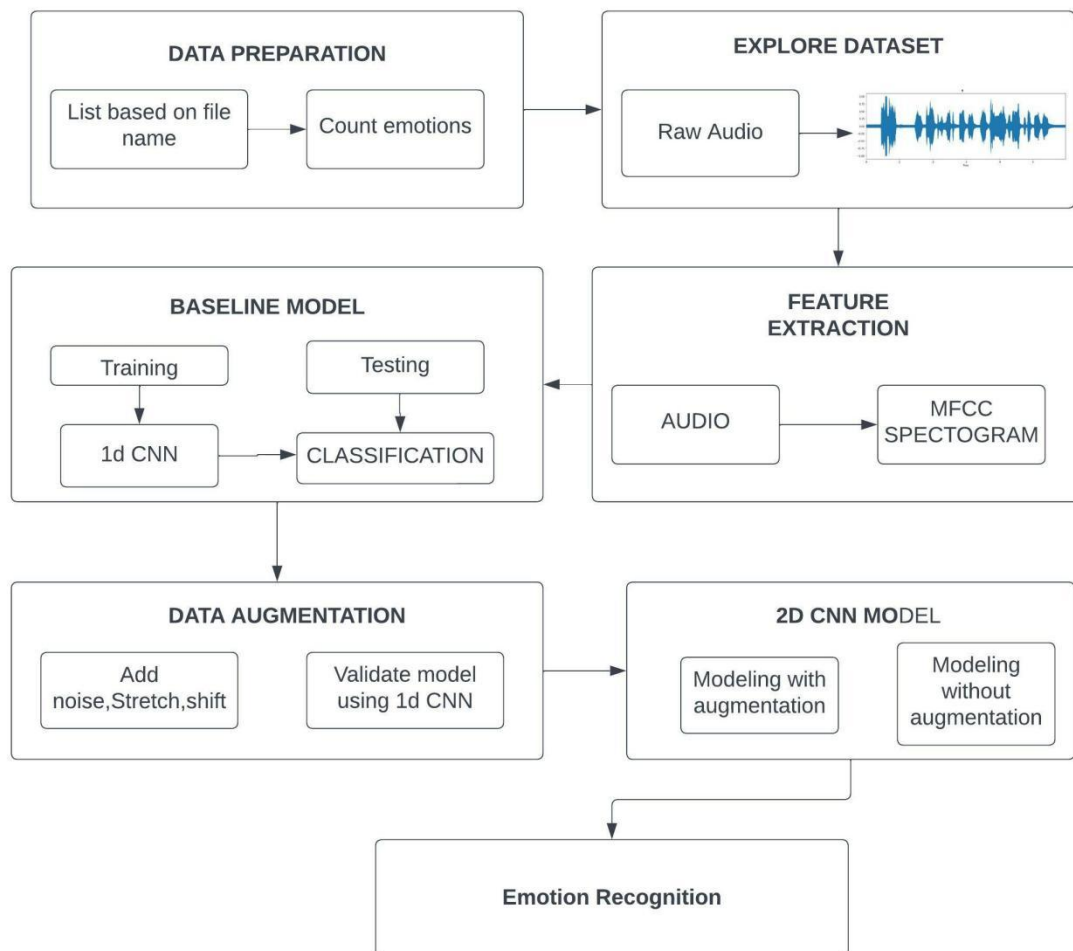 DATA PREPARATION
List based on file
name
Count emotions
EXPLORE DATASET
Raw Audio
BASELINE MODEL
Training
Testing
1d CNN
CLASSIFICATION
FEATURE
EXTRACTION
AUDIO
MFCC
SPECTOGRAM
DATA AUGMENTATION
Add
noise,Stretch,shift
Validate model
using 1d CNN
2D CNN MODEL
Modeling with
augmentation
Modeling
without
augmentation
Emotion Recognition